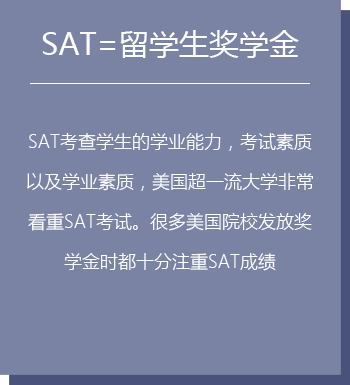 SAT=留学生奖学金
SAT考查学生的学业能力，考试素质
以及学业素质，美国超一流大学非常
看重SAT考试。很多美国院校发放奖
学金时都十分注重SAT成绩